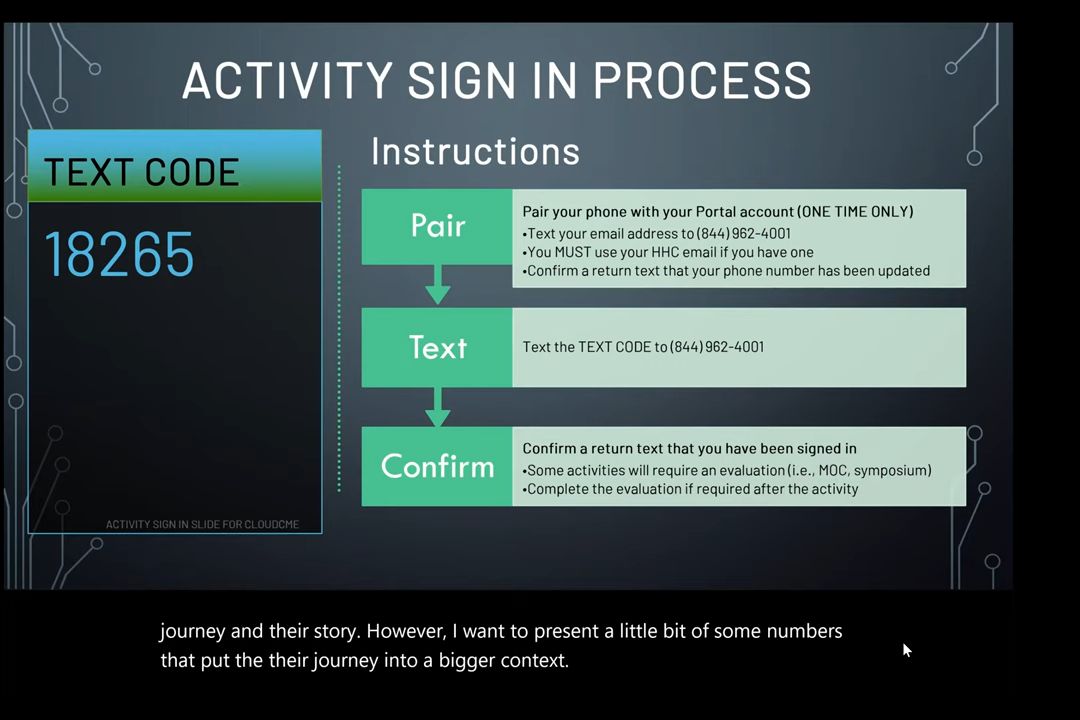 ACTIVITY SIGN IN PROCESS
TEXT CODE
18265
ACTIVITY SIGN IN SLIDE FOR CLOUDCME
Instructions
Pair
Pair your phone with your Portal account (ONE TIME ONLY)
•Text your email address to (844) 962-4001
•You MUST use your HHC email if you have one
•Confirm a return text that your phone number has been updated
Text
Text the TEXT CODE to (844) 962-4001
Confirm
Confirm a return text that you have been signed in
•Some activities will require an evaluation (i.e., MOC, symposium)
•Complete the evaluation if required after the activity
journey and their story. However, I want to present a little bit of some numbers
that put the their journey into a bigger context.